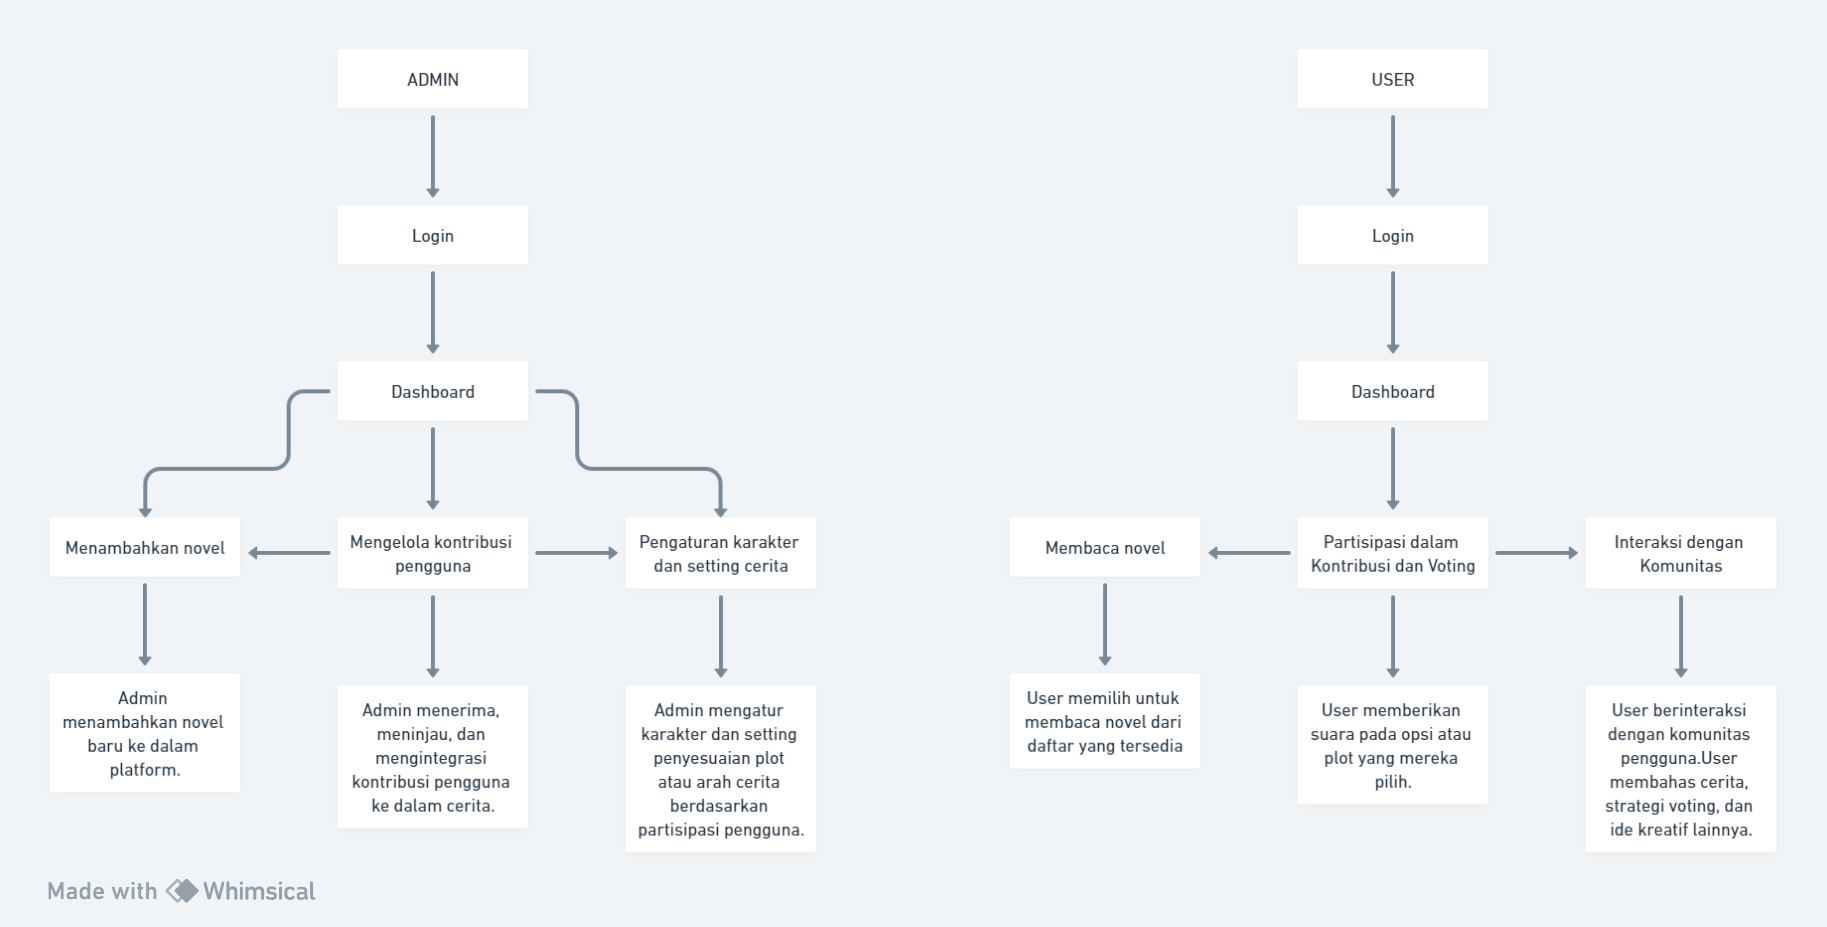 ADMIN
Login
Dashboard
Menambahkan novel
Mengelola kontribusi
pengguna
Pengaturan karakter
dan setting cerita
Admin
menambahkan novel
baru ke dalam
platform.
Admin menerima,
meninjau, dan
mengintegrasi
kontribusi pengguna
ke dalam cerita.
Admin mengatur
karakter dan setting
penyesuaian plot
atau arah cerita
berdasarkan
partisipasi pengguna.
USER
Login
Dashboard
Membaca novel
Partisipasi dalam
Kontribusi dan Voting
Interaksi dengan
Komunitas
User memilih untuk
membaca novel dari
daftar yang tersedia
User memberikan
suara pada opsi atau
plot yang mereka
pilih.
User berinteraksi
dengan komunitas
pengguna.User
membahas cerita,
strategi voting, dan
ide kreatif lainnya.
Made with Whimsical